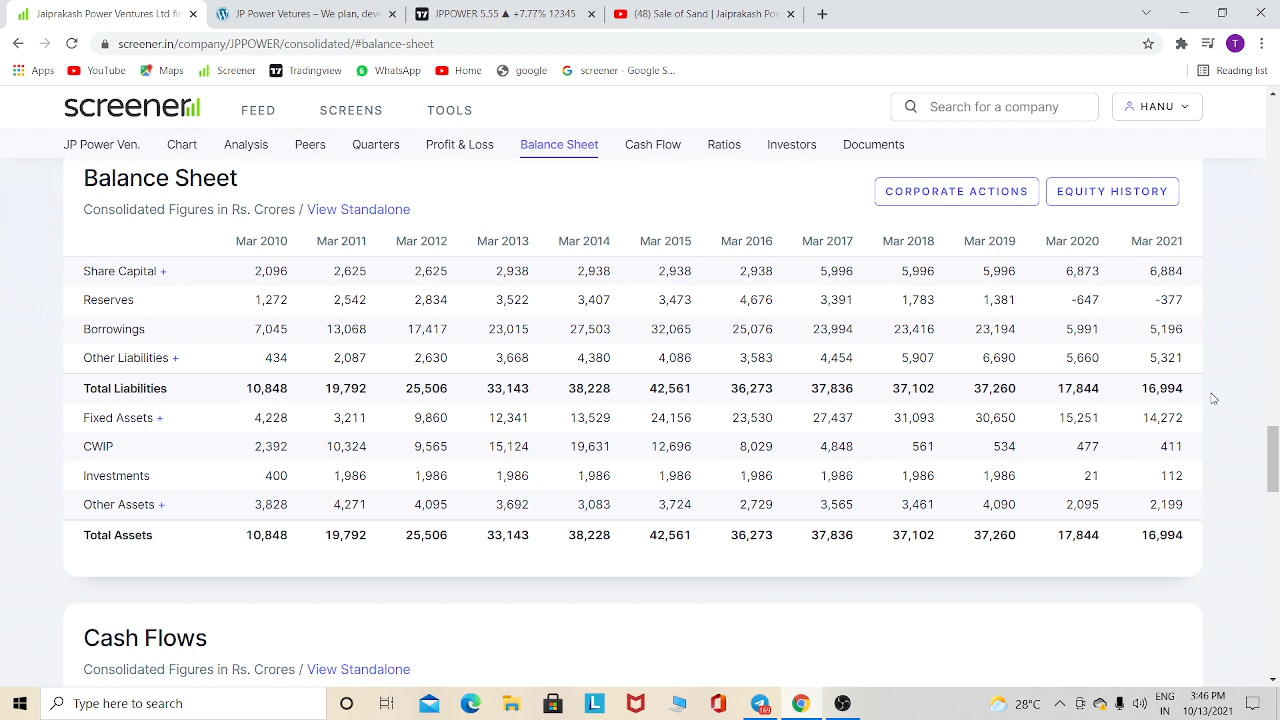 Jaiprakash Power Ventures Ltd fin
JP Power Vetures – We pain deve
JPPOWER 5.55 ▲ +7.77% 12345
(48) Sale of Sand | Jaiprakash Po
screener.in/company/JPPOWER/consolidated/#balance-sheet
T
Apps YouTube Maps Screener Tradingview WhatsApp Home google screener - Google S... Reading list
screener FEED SCREENS TOOLS Search for a company HANU
JP Power Ven. Chart Analysis Peers Quarters Profit & Loss Balance Sheet Cash Flow Ratios Investors Documents
Balance Sheet
CORPORATE ACTIONS EQUITY HISTORY
Consolidated Figures in Rs. Crores / View Standalone
Mar 2010 Mar 2011 Mar 2012 Mar 2013 Mar 2014 Mar 2015 Mar 2016 Mar 2017 Mar 2018 Mar 2019 Mar 2020 Mar 2021
Share Capital + 2,096 2,625 2,625 2,938 2,938 2,938 2,938 5,996 5,996 5,996 6,873 6,884
Reserves 1,272 2,542 2,834 3,522 3,407 3,473 4,676 3,391 1,783 1,381 -647 -377
Borrowings 7,045 13,068 17,417 23,015 27,503 32,065 25,076 23,994 23,416 23,194 5,991 5,196
Other Liabilities + 434 2,087 2,630 3,668 4,380 4,086 3,583 4,454 5,907 6,690 5,660 5,321
Total Liabilities 10,848 19,792 25,506 33,143 38,228 42,561 36,273 37,836 37,102 37,260 17,844 16,994
Fixed Assets + 4,228 3,211 9,860 12,341 13,529 24,156 23,530 27,437 31,093 30,650 15,251 14,272
CWIP 2,392 10,324 9,565 15,124 19,631 12,696 8,029 4,848 561 534 477 411
Investments 400 1,986 1,986 1,986 1,986 1,986 1,986 1,986 1,986 1,986 21 112
Other Assets + 3,828 4,271 4,095 3,692 3,083 3,724 2,729 3,565 3,461 4,090 2,095 2,199
Total Assets 10,848 19,792 25,506 33,143 38,228 42,561 36,273 37,836 37,102 37,260 17,844 16,994
Cash Flows
Consolidated Figures in Rs. Crores / View Standalone
Type here to search
28°C
ENG
IN
3:46 PM
10/13/2021